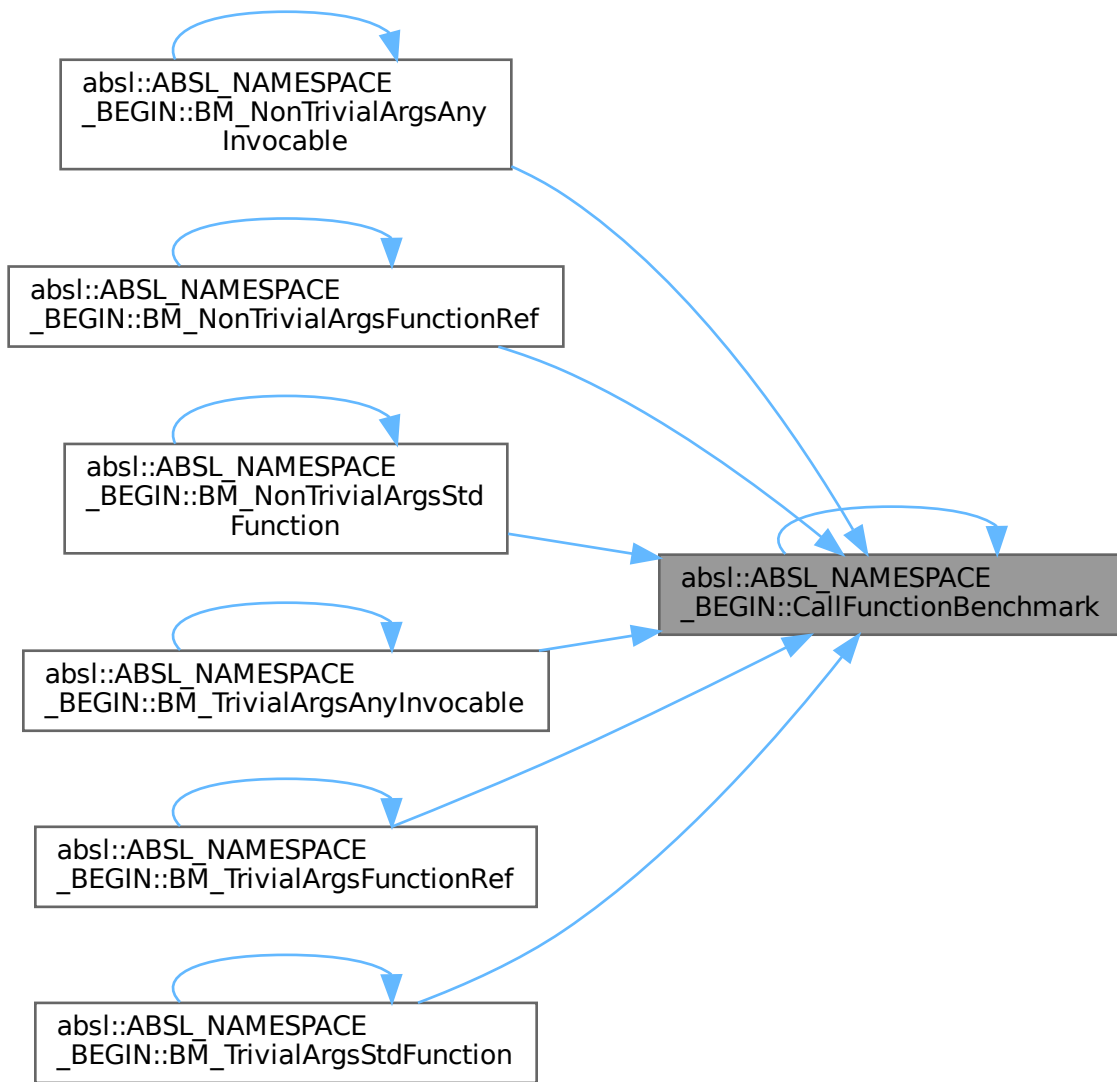 absl::ABSL_NAMESPACE
_BEGIN::BM_NonTrivialArgsAny
Invocable
absl::ABSL_NAMESPACE
_BEGIN::BM_NonTrivialArgsFunctionRef
absl::ABSL_NAMESPACE
_BEGIN::BM_NonTrivialArgsStd
Function
absl::ABSL_NAMESPACE
_BEGIN::CallFunctionBenchmark
absl::ABSL_NAMESPACE
_BEGIN::BM_TrivialArgsAnyInvocable
absl::ABSL_NAMESPACE
_BEGIN::BM_TrivialArgsFunctionRef
absl::ABSL_NAMESPACE
_BEGIN::BM_TrivialArgsStdFunction